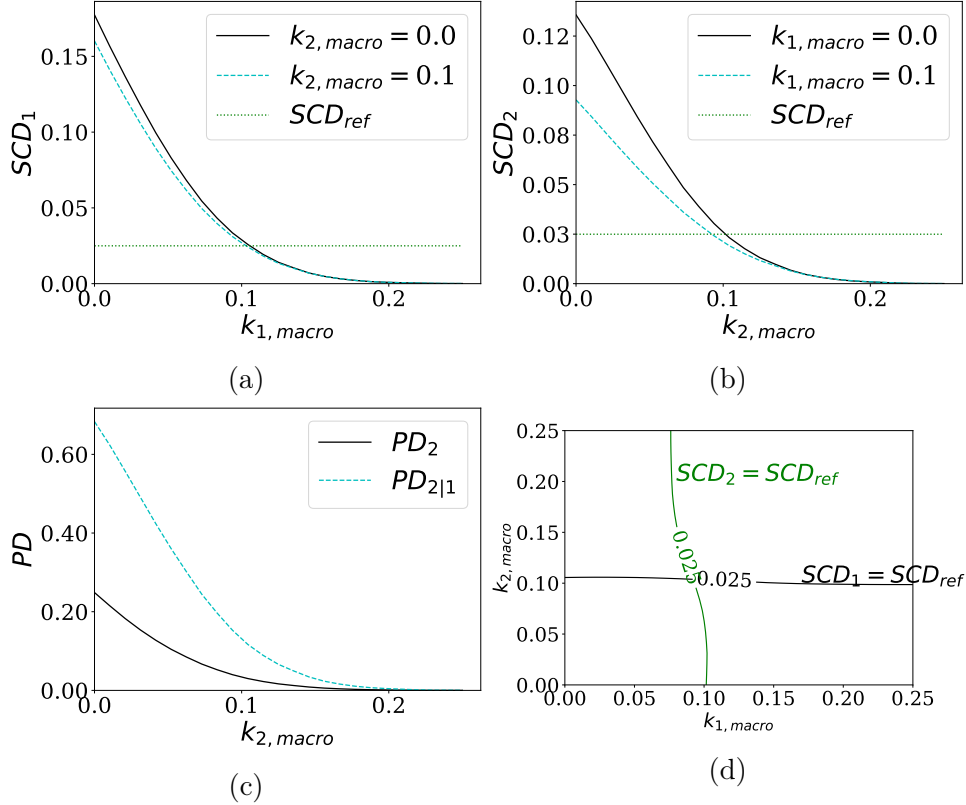 0.15
0.10
0.05
0.00
SCD_1
k_{2,macro} = 0.0
k_{2,macro} = 0.1
SCD_{ref}
0.0 0.1 0.2
k_{1,macro}
(a)
0.12
0.08
0.05
0.03
0.00
SCD_2
k_{1,macro} = 0.0
k_{1,macro} = 0.1
SCD_{ref}
0.0 0.1 0.2
k_{2,macro}
(b)
0.60
0.40
0.20
0.00
PD
PD_2
PD_{2|1}
0.0 0.1 0.2
k_{2,macro}
(c)
0.25
0.20
0.15
0.10
0.05
0.00
k_{2,macro}
SCD_2 = SCD_{ref}
0.025
0.025
SCD_1 = SCD_{ref}
0.00 0.05 0.10 0.15 0.20 0.25
k_{1,macro}
(d)